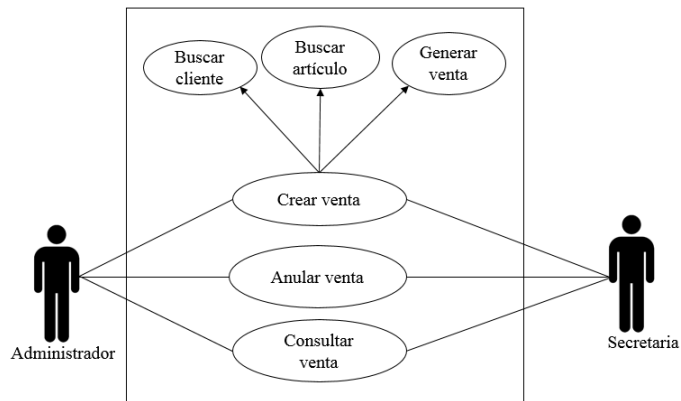 Buscar
cliente
Buscar
artículo
Generar
venta
Crear venta
Anular venta
Consultar
venta
Administrador
Secretaria